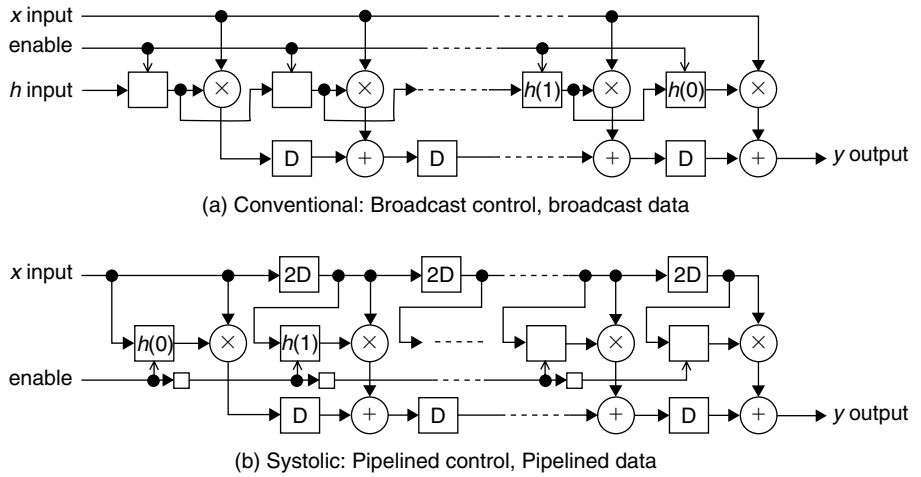 x input
enable
h input
× × × ×
h(1) h(0)
D + D + D +
y output
(a) Conventional: Broadcast control, broadcast data
x input
2D 2D 2D
h(0) × h(1) × × ×
enable
D + D + D +
y output
(b) Systolic: Pipelined control, Pipelined data